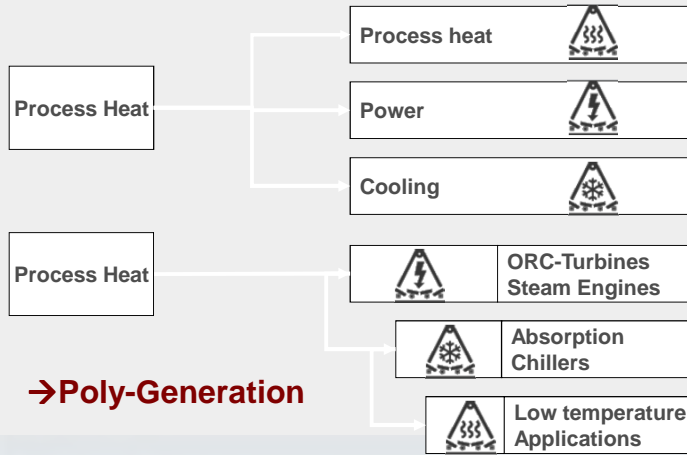 Process heat
Process Heat
Power
Cooling
Process Heat
ORC-Turbines
Steam Engines
Absorption
Chillers
→Poly-Generation
Low temperature
Applications